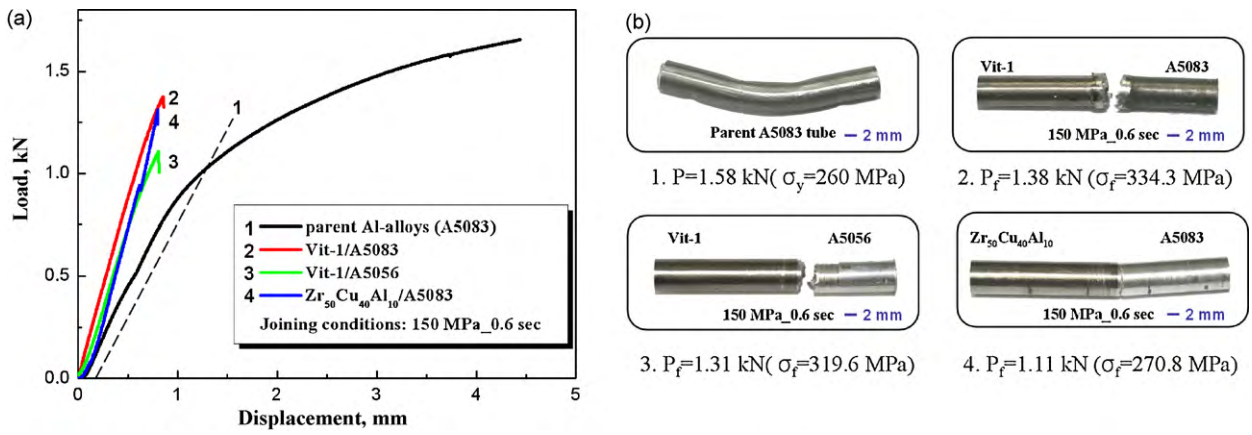 (a)
Load, kN
1.5
1.0
0.5
0.0
0
1
2
3
4
5
Displacement, mm
2
4
3
1
1 parent Al-alloys (A5083)
2 Vit-1/A5083
3 Vit-1/A5056
4 Zr₅₀Cu₄₀Al₁₀/A5083
Joining conditions: 150 MPa_0.6 sec
(b)
Parent A5083 tube 2 mm
1. P=1.58 kN( σy=260 MPa)
Vit-1 A5083
150 MPa_0.6 sec 2 mm
2. Pf=1.38 kN (σf=334.3 MPa)
Vit-1 A5056
150 MPa_0.6 sec 2 mm
3. Pf=1.31 kN( σf=319.6 MPa)
Zr₅₀Cu₄₀Al₁₀ A5083
150 MPa_0.6 sec 2 mm
4. Pf=1.11 kN (σf=270.8 MPa)